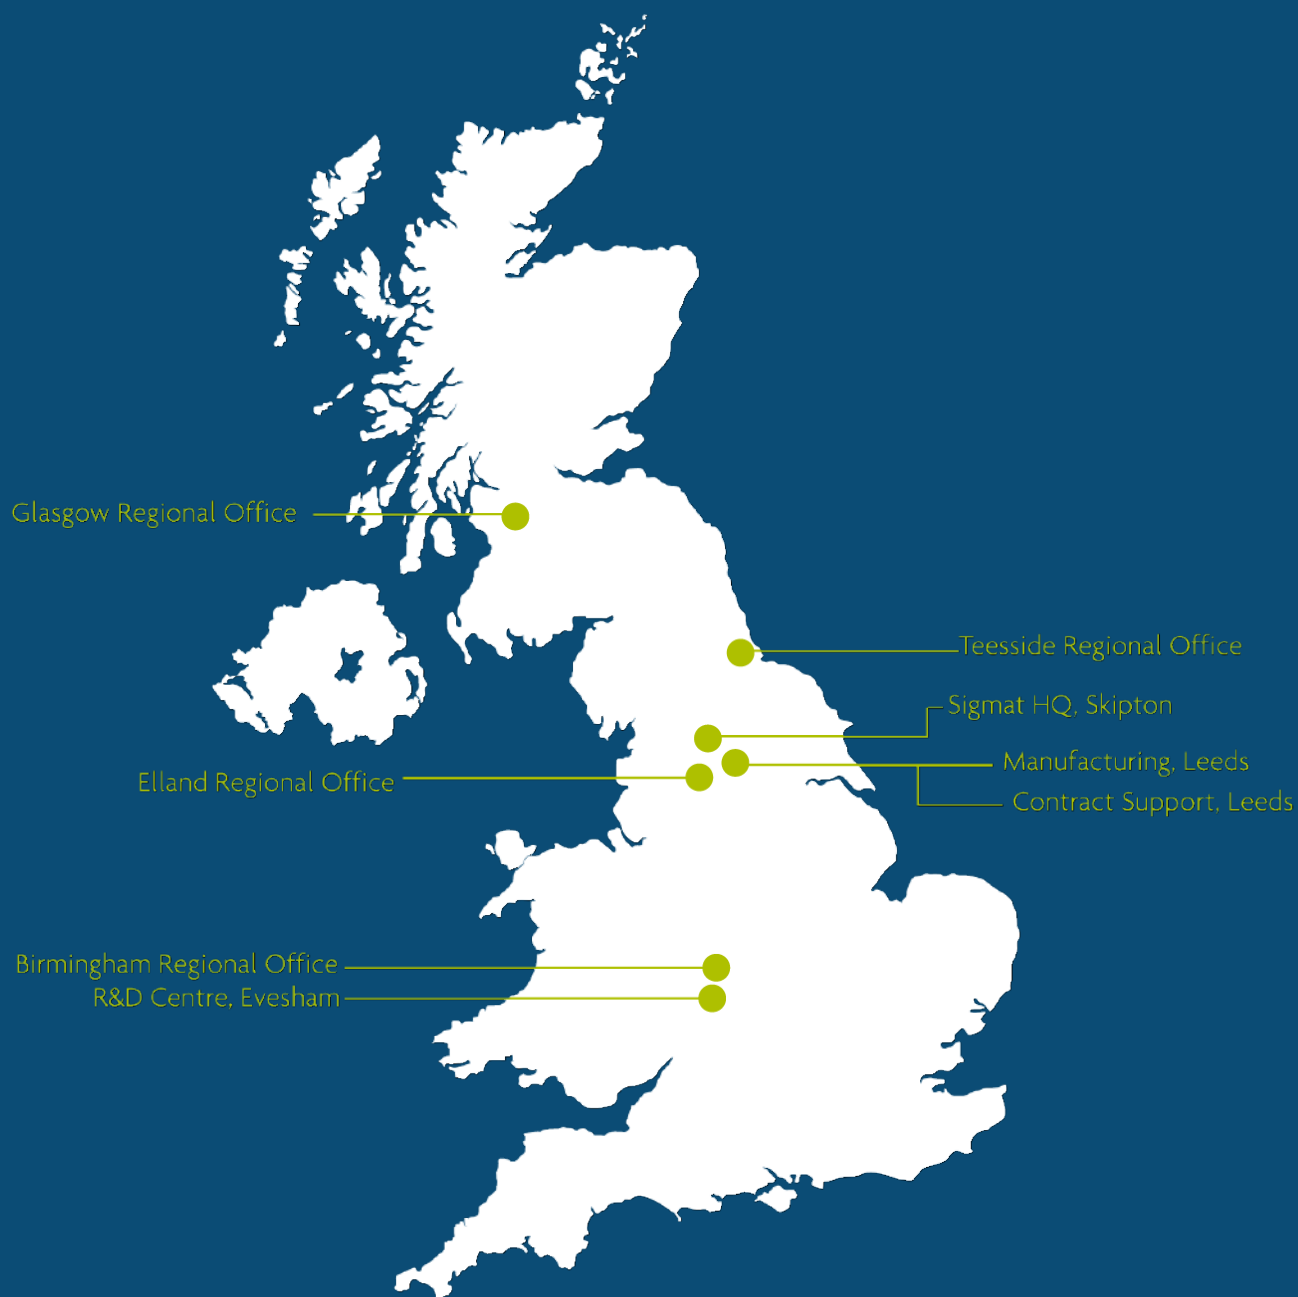 Glasgow Regional Office
Teesside Regional Office
Sigmat HQ, Skipton
Manufacturing, Leeds
Elland Regional Office
Contract Support, Leeds
Birmingham Regional Office
R&D Centre, Evesham